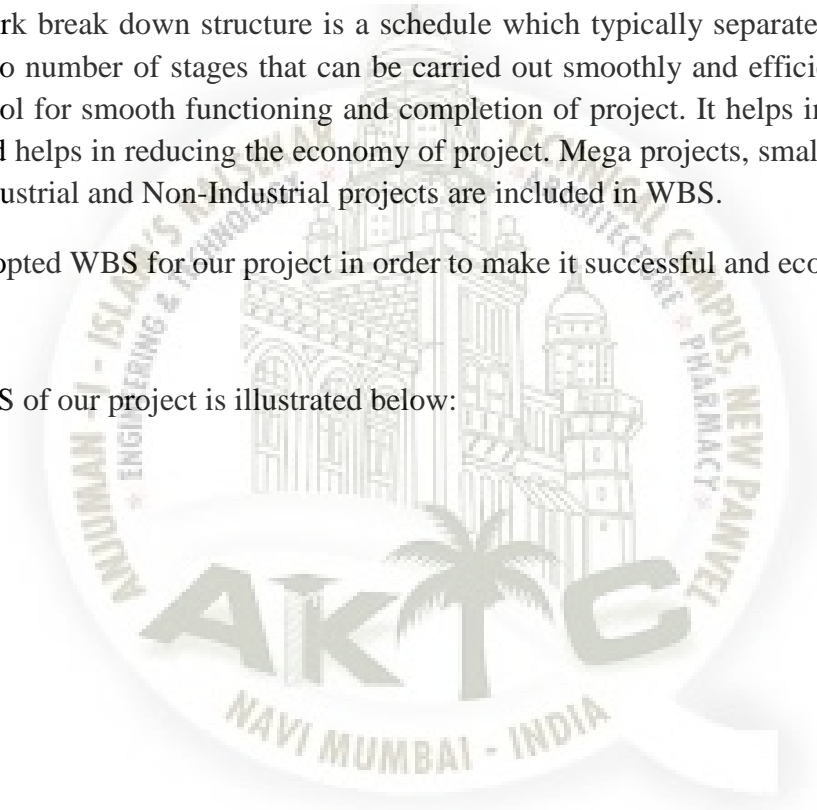 rk break down structure is a schedule which typically separate
o number of stages that can be carried out smoothly and effici
ol for smooth functioning and completion of project. It helps in
d helps in reducing the economy of project. Mega projects, smal
ustrial and Non-Industrial projects are included in WBS.
opted WBS for our project in order to make it successful and eco
S of our project is illustrated below:
ANJUMAN - I - ISLAM'S KALSEKAR TECHNICAL CAMPUS, NEW PANVEL
ENGINEERING & TECHNOLOGY * ARCHITECTURE * PHARMACY
AKTC
NAVI MUMBAI - INDIA